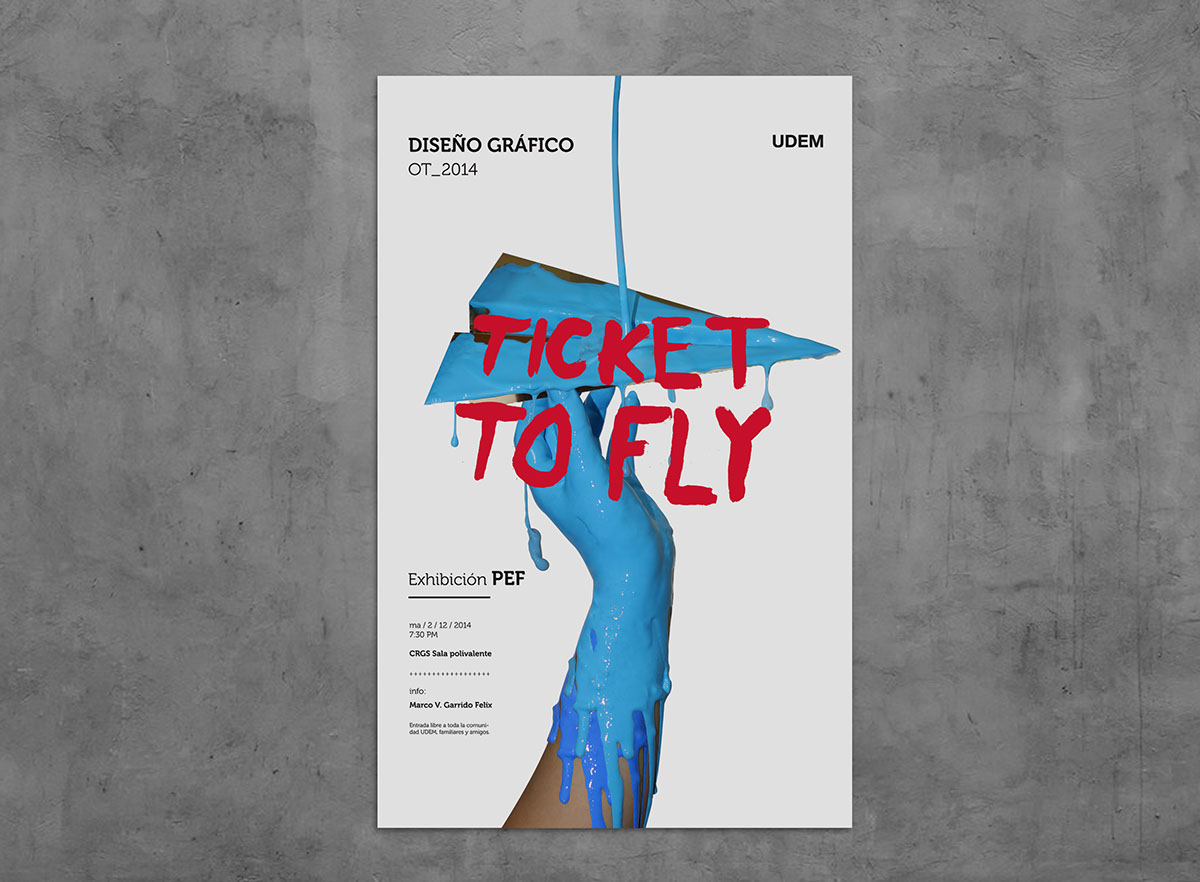 DISEÑO GRÁFICO
OT_2014
UDEM
TICKET
TO FLY
Exhibición PEF
ma / 2 / 12 / 2014
7:30 PM
CRGS Sala polivalente
++++++++++++++++++
info:
Marco V. Garrido Felix
Entrada libre a toda la comuni-
dad UDEM, familiares y amigos.